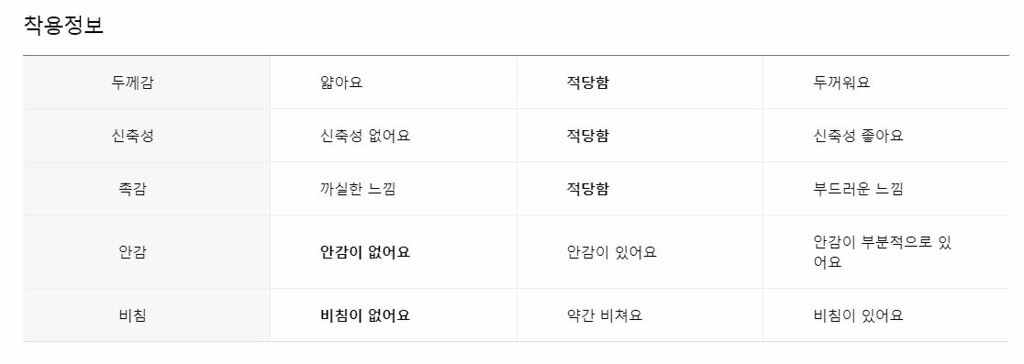 착용정보
두께감 얇아요 적당함 두꺼워요
신축성 신축성 없어요 적당함 신축성 좋아요
족감 까실한 느낌 적당함 부드러운 느낌
안감 안감이 없어요 안감이 있어요 안감이 부분적으로 있
어요
비침 비침이 없어요 약간 비쳐요 비침이 있어요